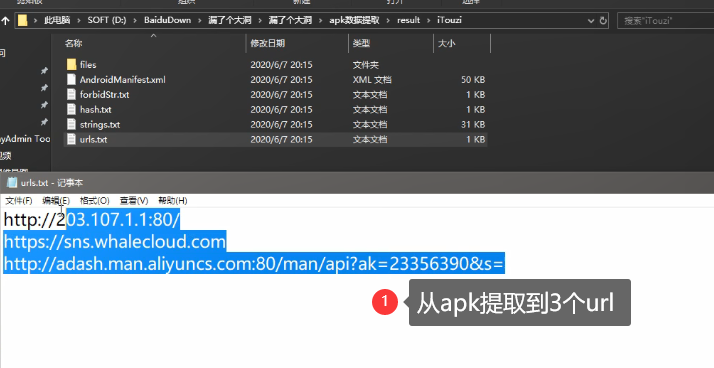 此电脑 > SOFT (D:) > BaiduDown > 漏了个大洞 > 漏了个大洞 > apk数据提取 > result > iTouzi
搜索"iTouzi"
名称 修改日期 类型 大小
files 2020/6/7 20:15 文件夹
AndroidManifest.xml 2020/6/7 20:15 XML 文档 50 KB
forbidStr.txt 2020/6/7 20:15 文本文档 1 KB
hash.txt 2020/6/7 20:15 文本文档 1 KB
strings.txt 2020/6/7 20:15 文本文档 31 KB
yAdmin Too
urls.txt 2020/6/7 20:15 文本文档 1 KB
视频
urls.txt - 记事本
文件(F) 编辑(E) 格式(O) 查看(V) 帮助(H)
http://203.107.1.1:80/
https://sns.whalecloud.com
http://adash.man.aliyuncs.com:80/man/api?ak=23356390&s=
1 从apk提取到3个url